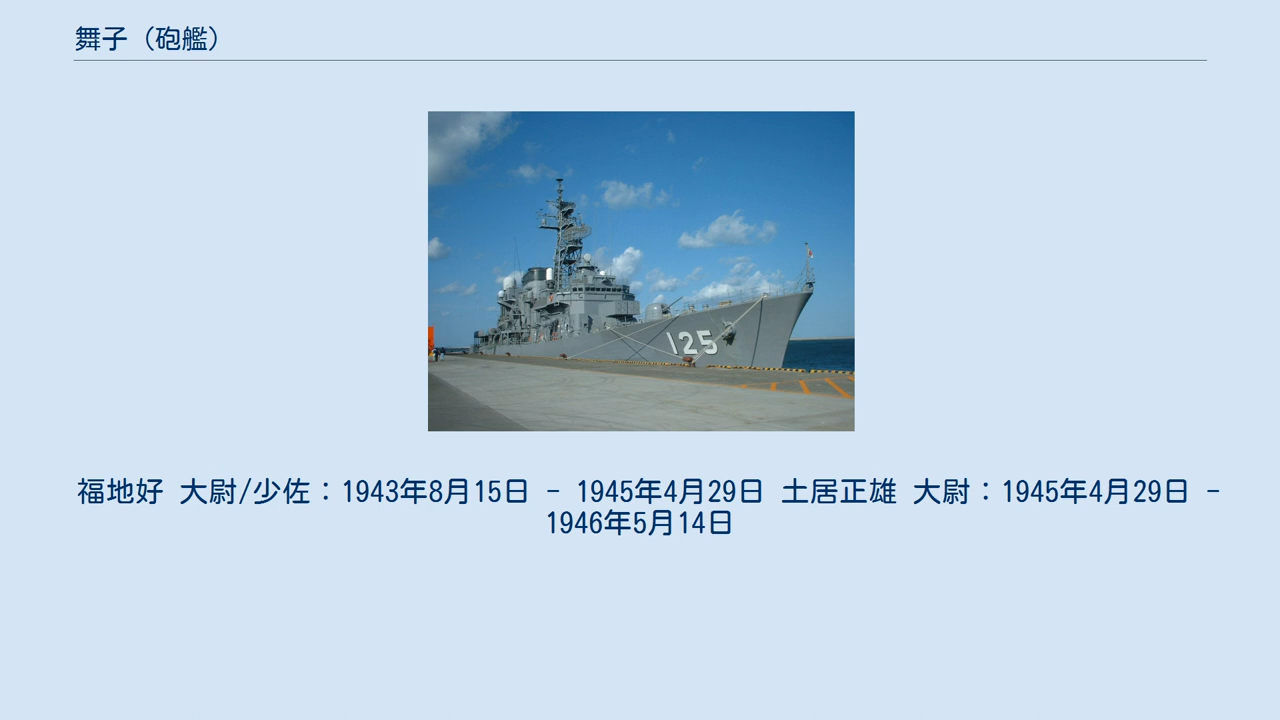 舞子（砲艦）
125
福地好 大尉/少佐：1943年8月15日 - 1945年4月29日 土居正雄 大尉：1945年4月29日 -
1946年5月14日